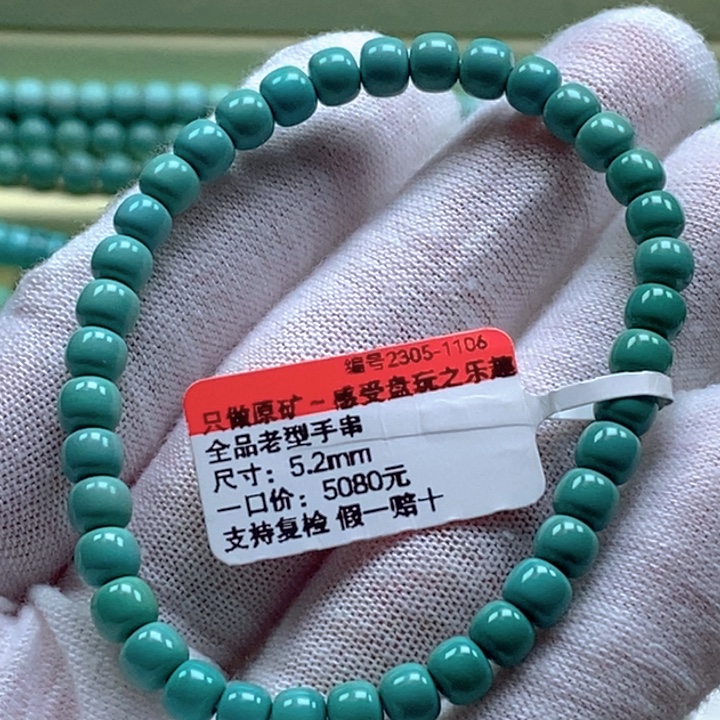 编号2305-1106
只做原矿～感受盘玩之乐趣
全品老型手串
尺寸：5.2mm
一口价：5080元
支持复检 假一赔十